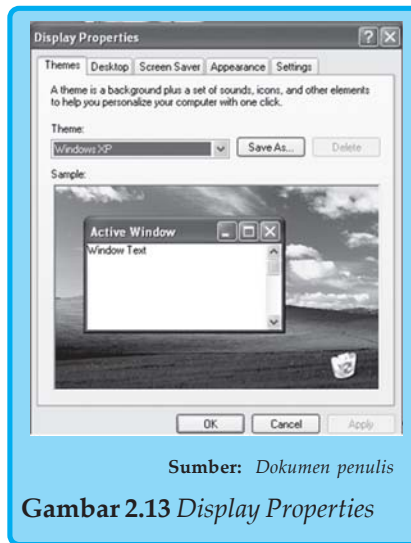 Display Properties
Themes Desktop Screen Saver Appearance Settings
A theme is a background plus a set of sounds, icons, and other elements
to help you personalize your computer with one click.
Theme:
Windows XP Save As... Delete
Sample:
Active Window
Window Text
OK Cancel Apply
Sumber: Dokumen penulis
Gambar 2.13 Display Properties